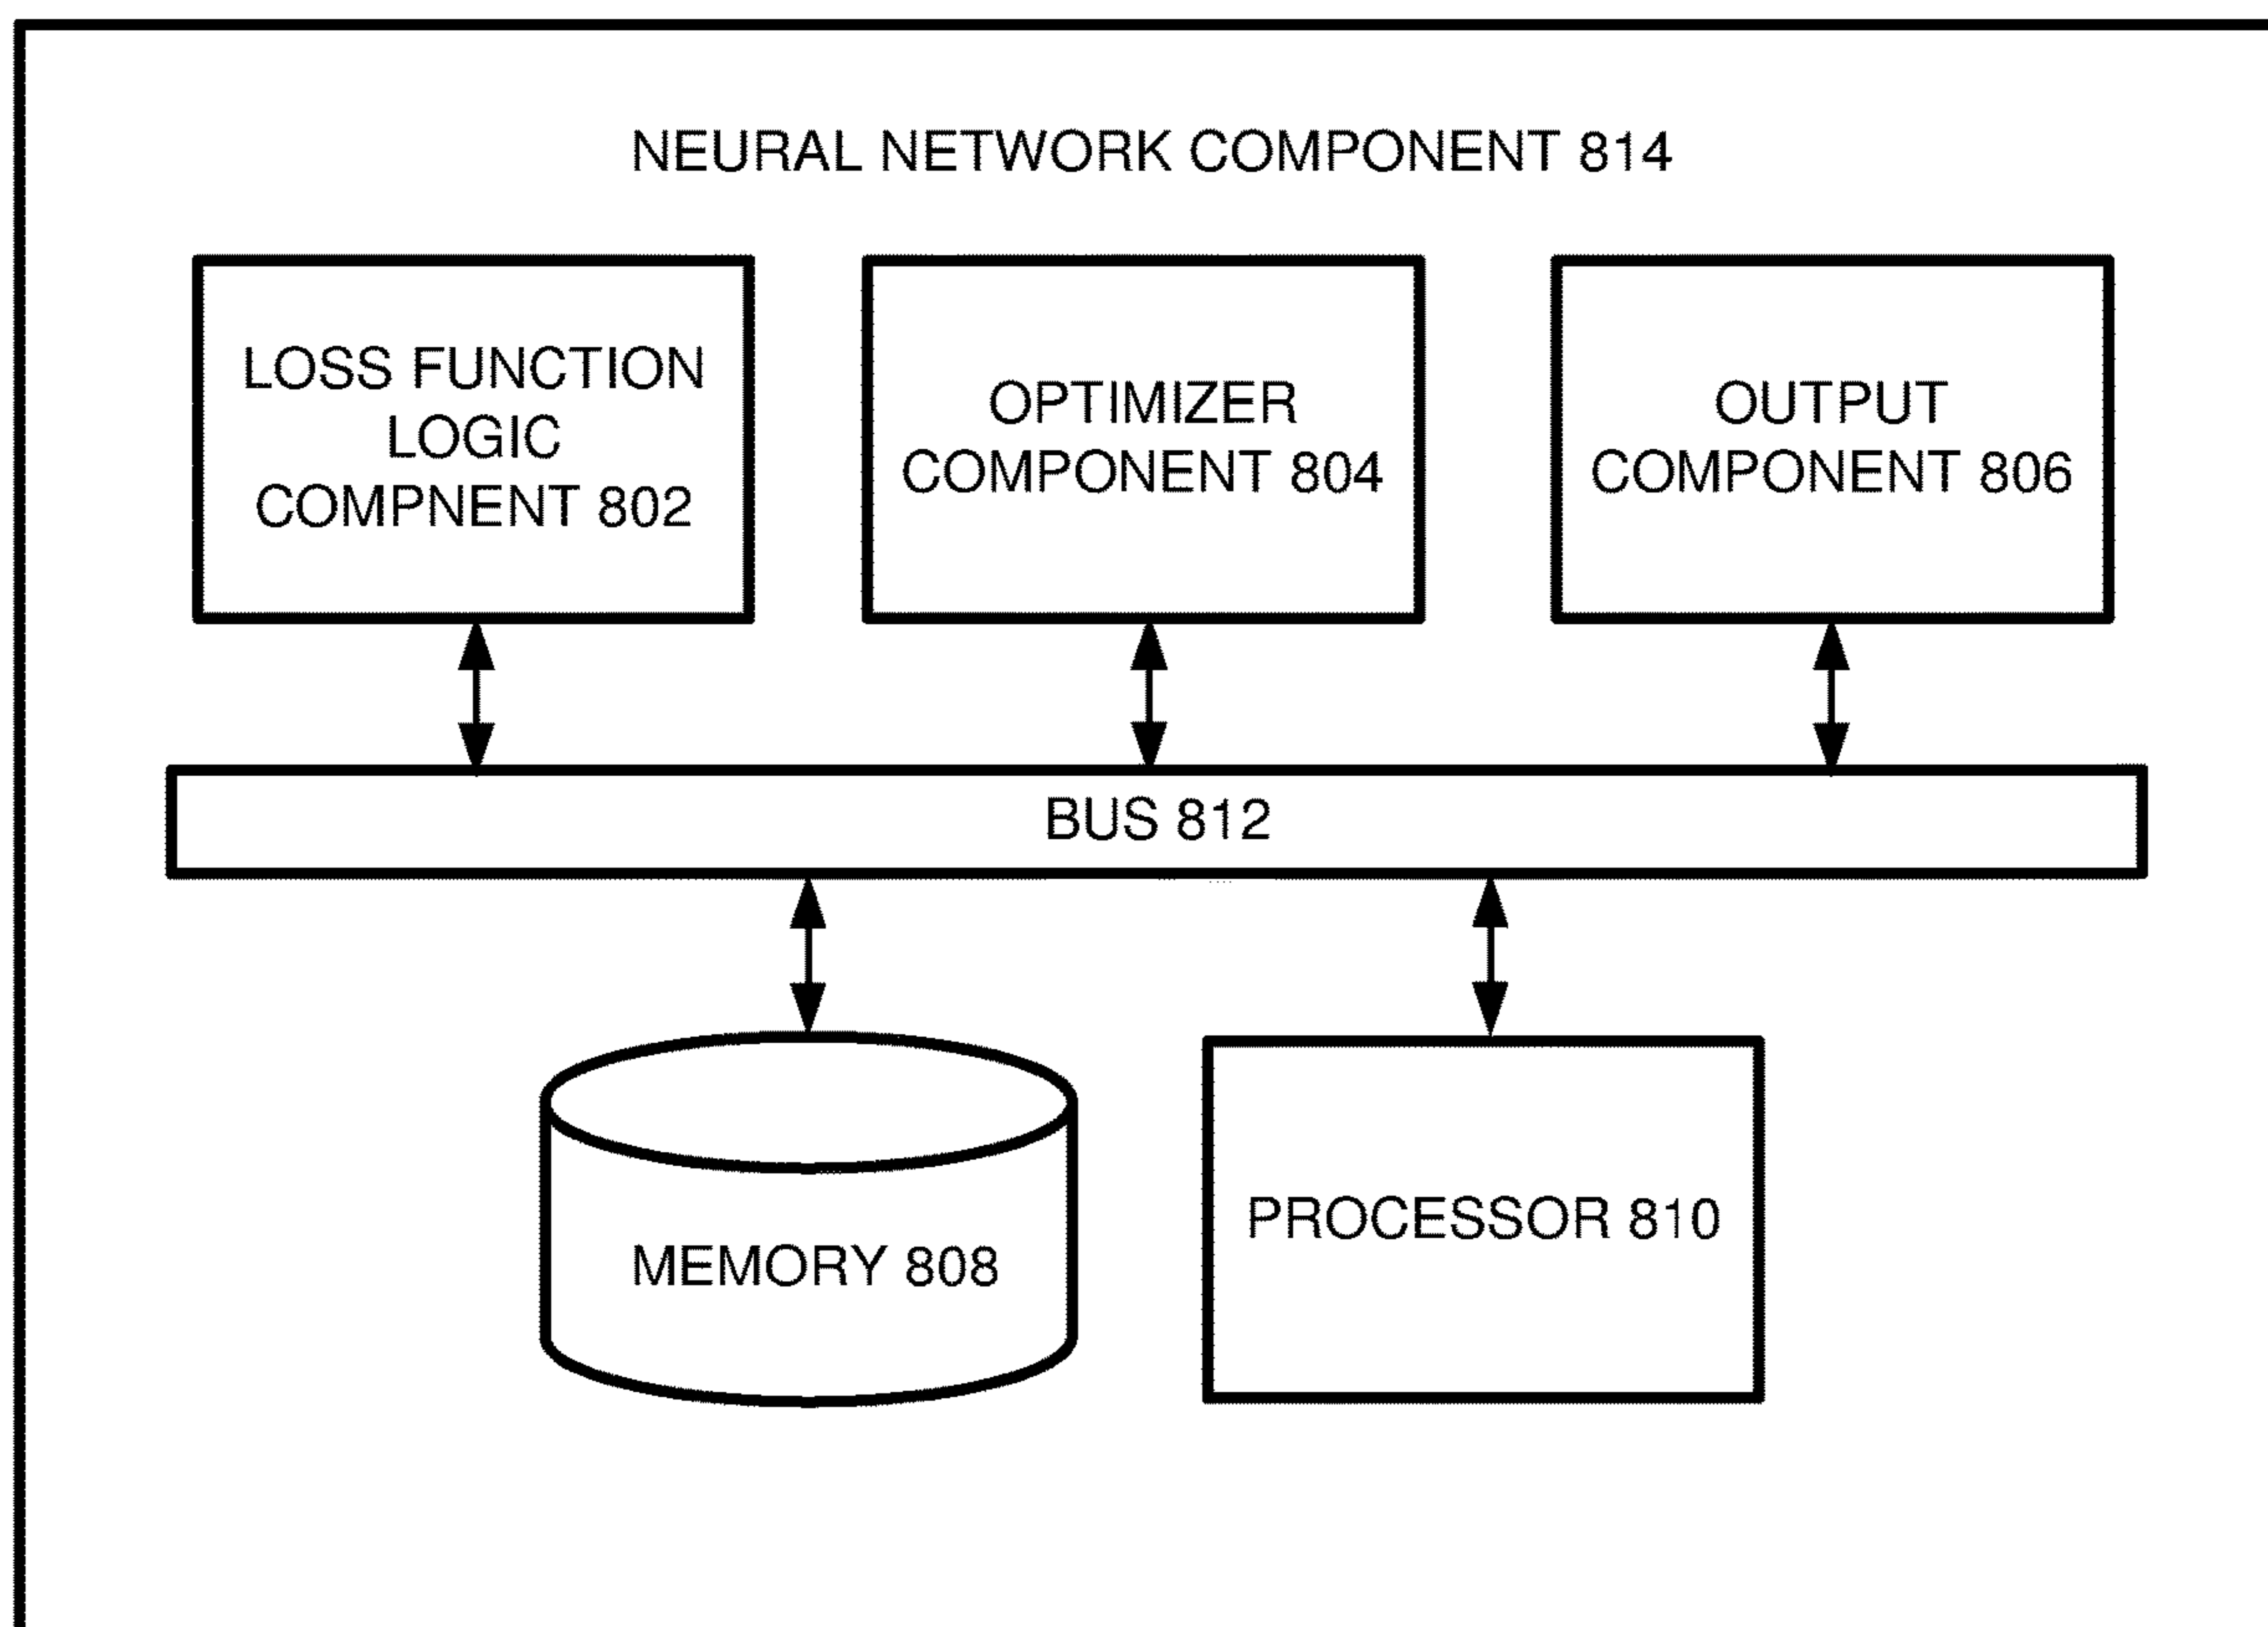 NEURAL NETWORK COMPONENT 814
LOSS FUNCTION
LOGIC
COMPNENT 802
OPTIMIZER
COMPONENT 804
OUTPUT
COMPONENT 806
BUS 812
MEMORY 808
PROCESSOR 810